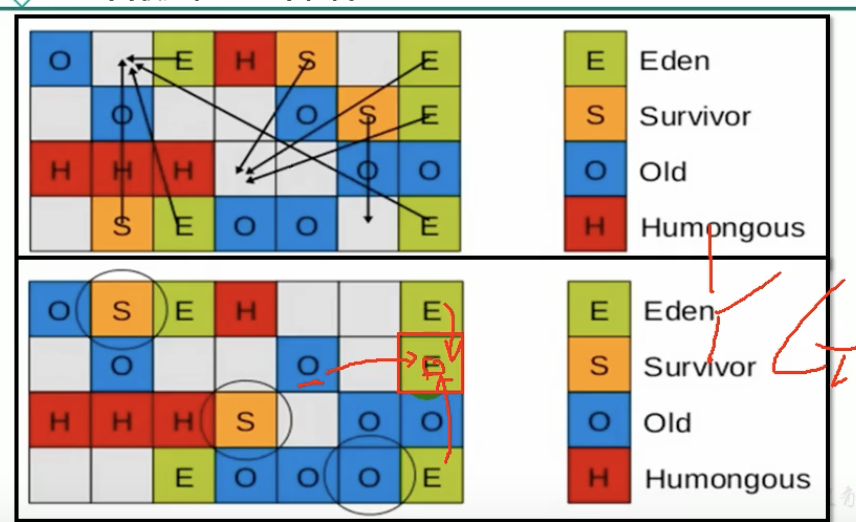 O E H S E E Eden
O O S E S Survivor
H H H O O O Old
S E O O E H Humongous
O S E H E E Eden
O O E S Survivor
H H H S O O O Old
E O O O E H Humongous